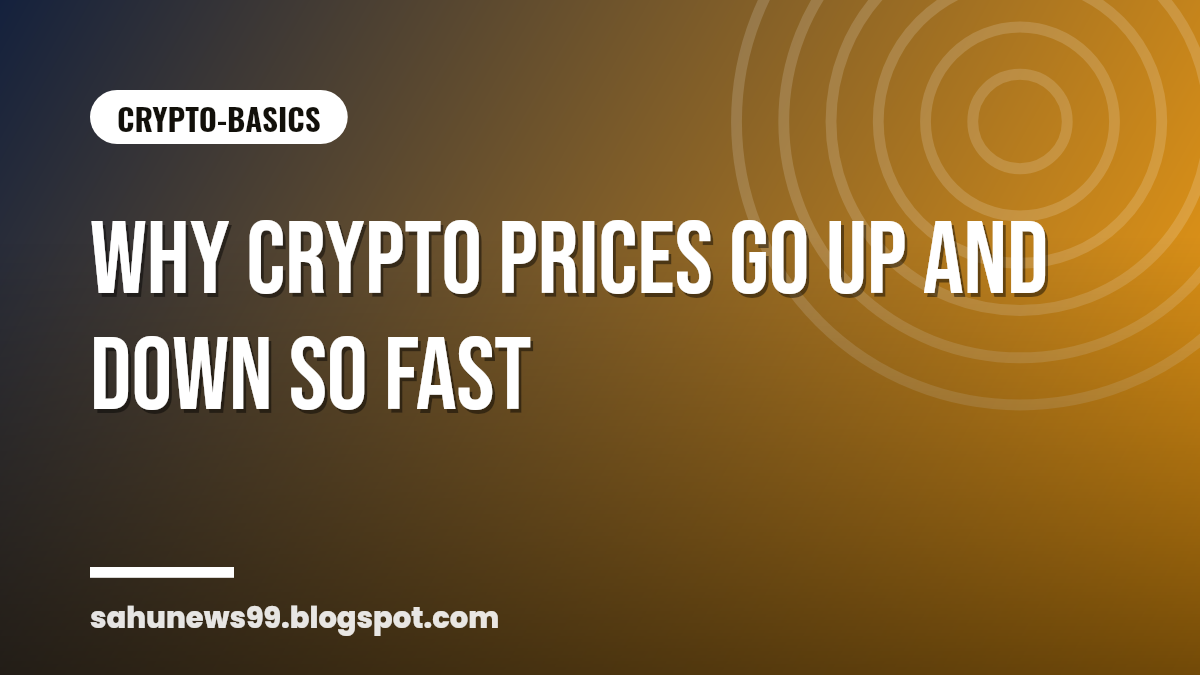 CRYPTO-BASICS
WHY CRYPTO PRICES GO UP AND
DOWN SO FAST
sahunews99.blogspot.com